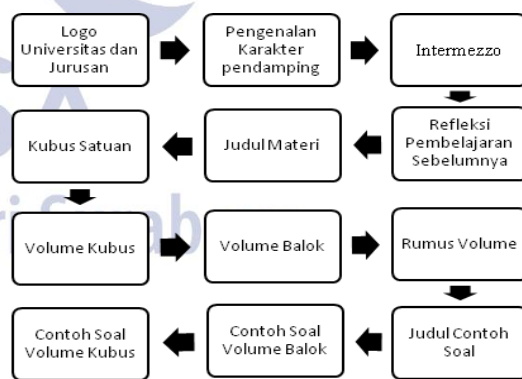 Logo
Universitas dan
Jurusan
Pengenalan
Karakter
pendamping
Intermezzo
Refleksi
Pembelajaran
Sebelumnya
Judul Materi
Kubus Satuan
Volume Kubus
Volume Balok
Rumus Volume
Judul Contoh
Soal
Contoh Soal
Volume Balok
Contoh Soal
Volume Kubus